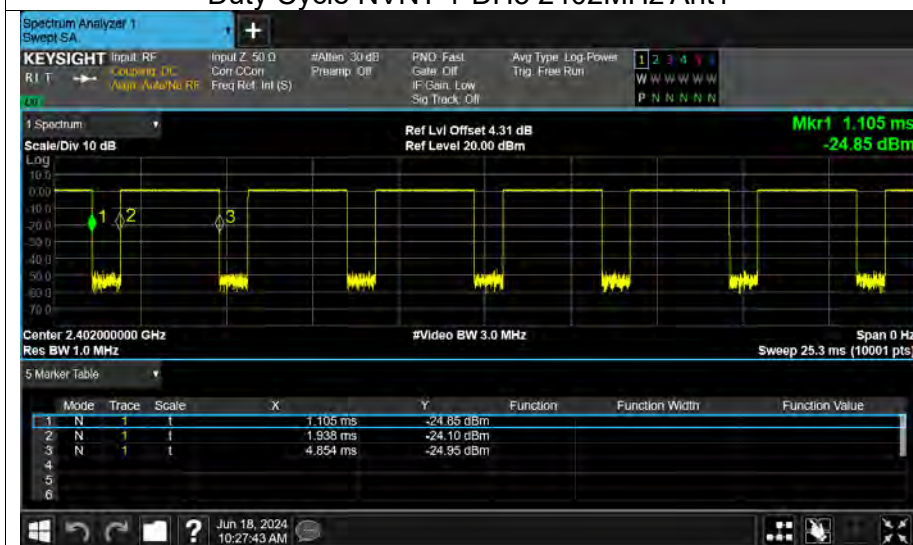 Duty Cycle NVNT 1-DH5 2402MHz Ant1
Spectrum Analyzer 1
Swept SA
+
KEYSIGHT Input: RF Input Z: 50 Ω #Atten: 30 dB PNO: Fast Avg Type: Log-Power 1 2 3 4 5 6
R L T Coupling: DC Corr CCorr Preamp: Off Gate: Off Trig: Free Run W W W W W W
Align: Auto/No RF Freq Ref: Int (S) IF Gain: Low
Sig Track: Off P N N N N N
1 Spectrum Ref Lvl Offset 4.31 dB Mkr1 1.105 ms
Scale/Div 10 dB Ref Level 20.00 dBm -24.85 dBm
Log
10.0
0.00
-10.0
-20.0
-30.0
-40.0
-50.0
-60.0
-70.0
1 2 3
Center 2.402000000 GHz #Video BW 3.0 MHz Span 0 Hz
Res BW 1.0 MHz Sweep 25.3 ms (10001 pts)
5 Marker Table
Mode Trace Scale X Y Function Function Width Function Value
1 N 1 t 1.105 ms -24.85 dBm
2 N 1 t 1.938 ms -24.10 dBm
3 N 1 t 4.854 ms -24.95 dBm
4
5
6
? Jun 18, 2024
10:27:43 AM